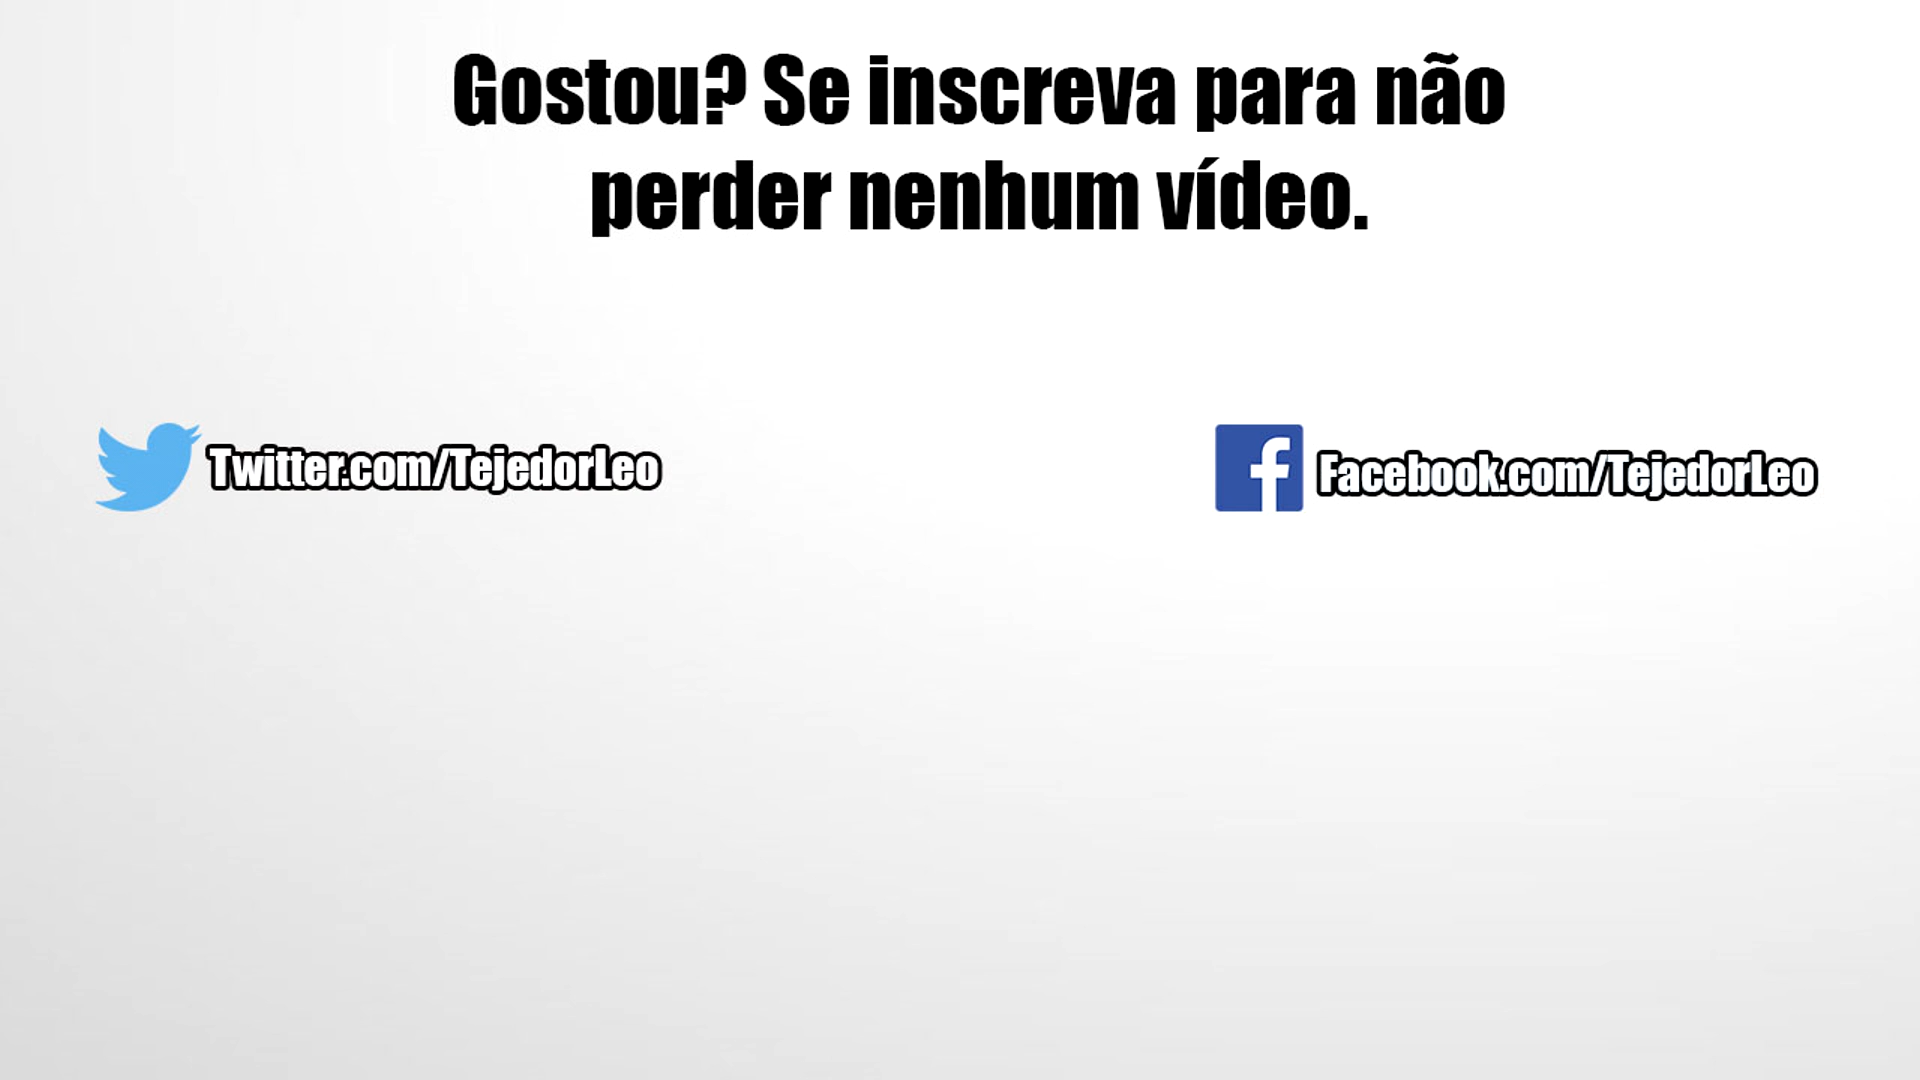 Gostou? Se inscreva para não
perder nenhum vídeo.
Twitter.com/TejedorLeo
Facebook.com/TejedorLeo